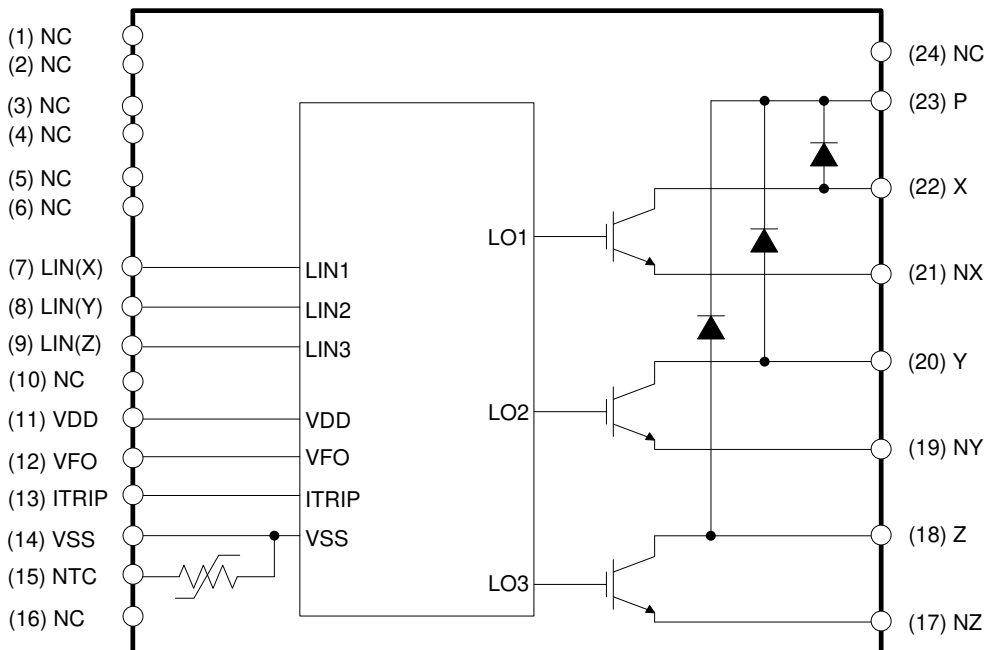 (1) NC
(2) NC
(3) NC
(4) NC
(5) NC
(6) NC
(7) LIN(X)
(8) LIN(Y)
(9) LIN(Z)
(10) NC
(11) VDD
(12) VFO
(13) ITRIP
(14) VSS
(15) NTC
(16) NC
LIN1
LIN2
LIN3
VDD
VFO
ITRIP
VSS
LO1
LO2
LO3
(24) NC
(23) P
(22) X
(21) NX
(20) Y
(19) NY
(18) Z
(17) NZ